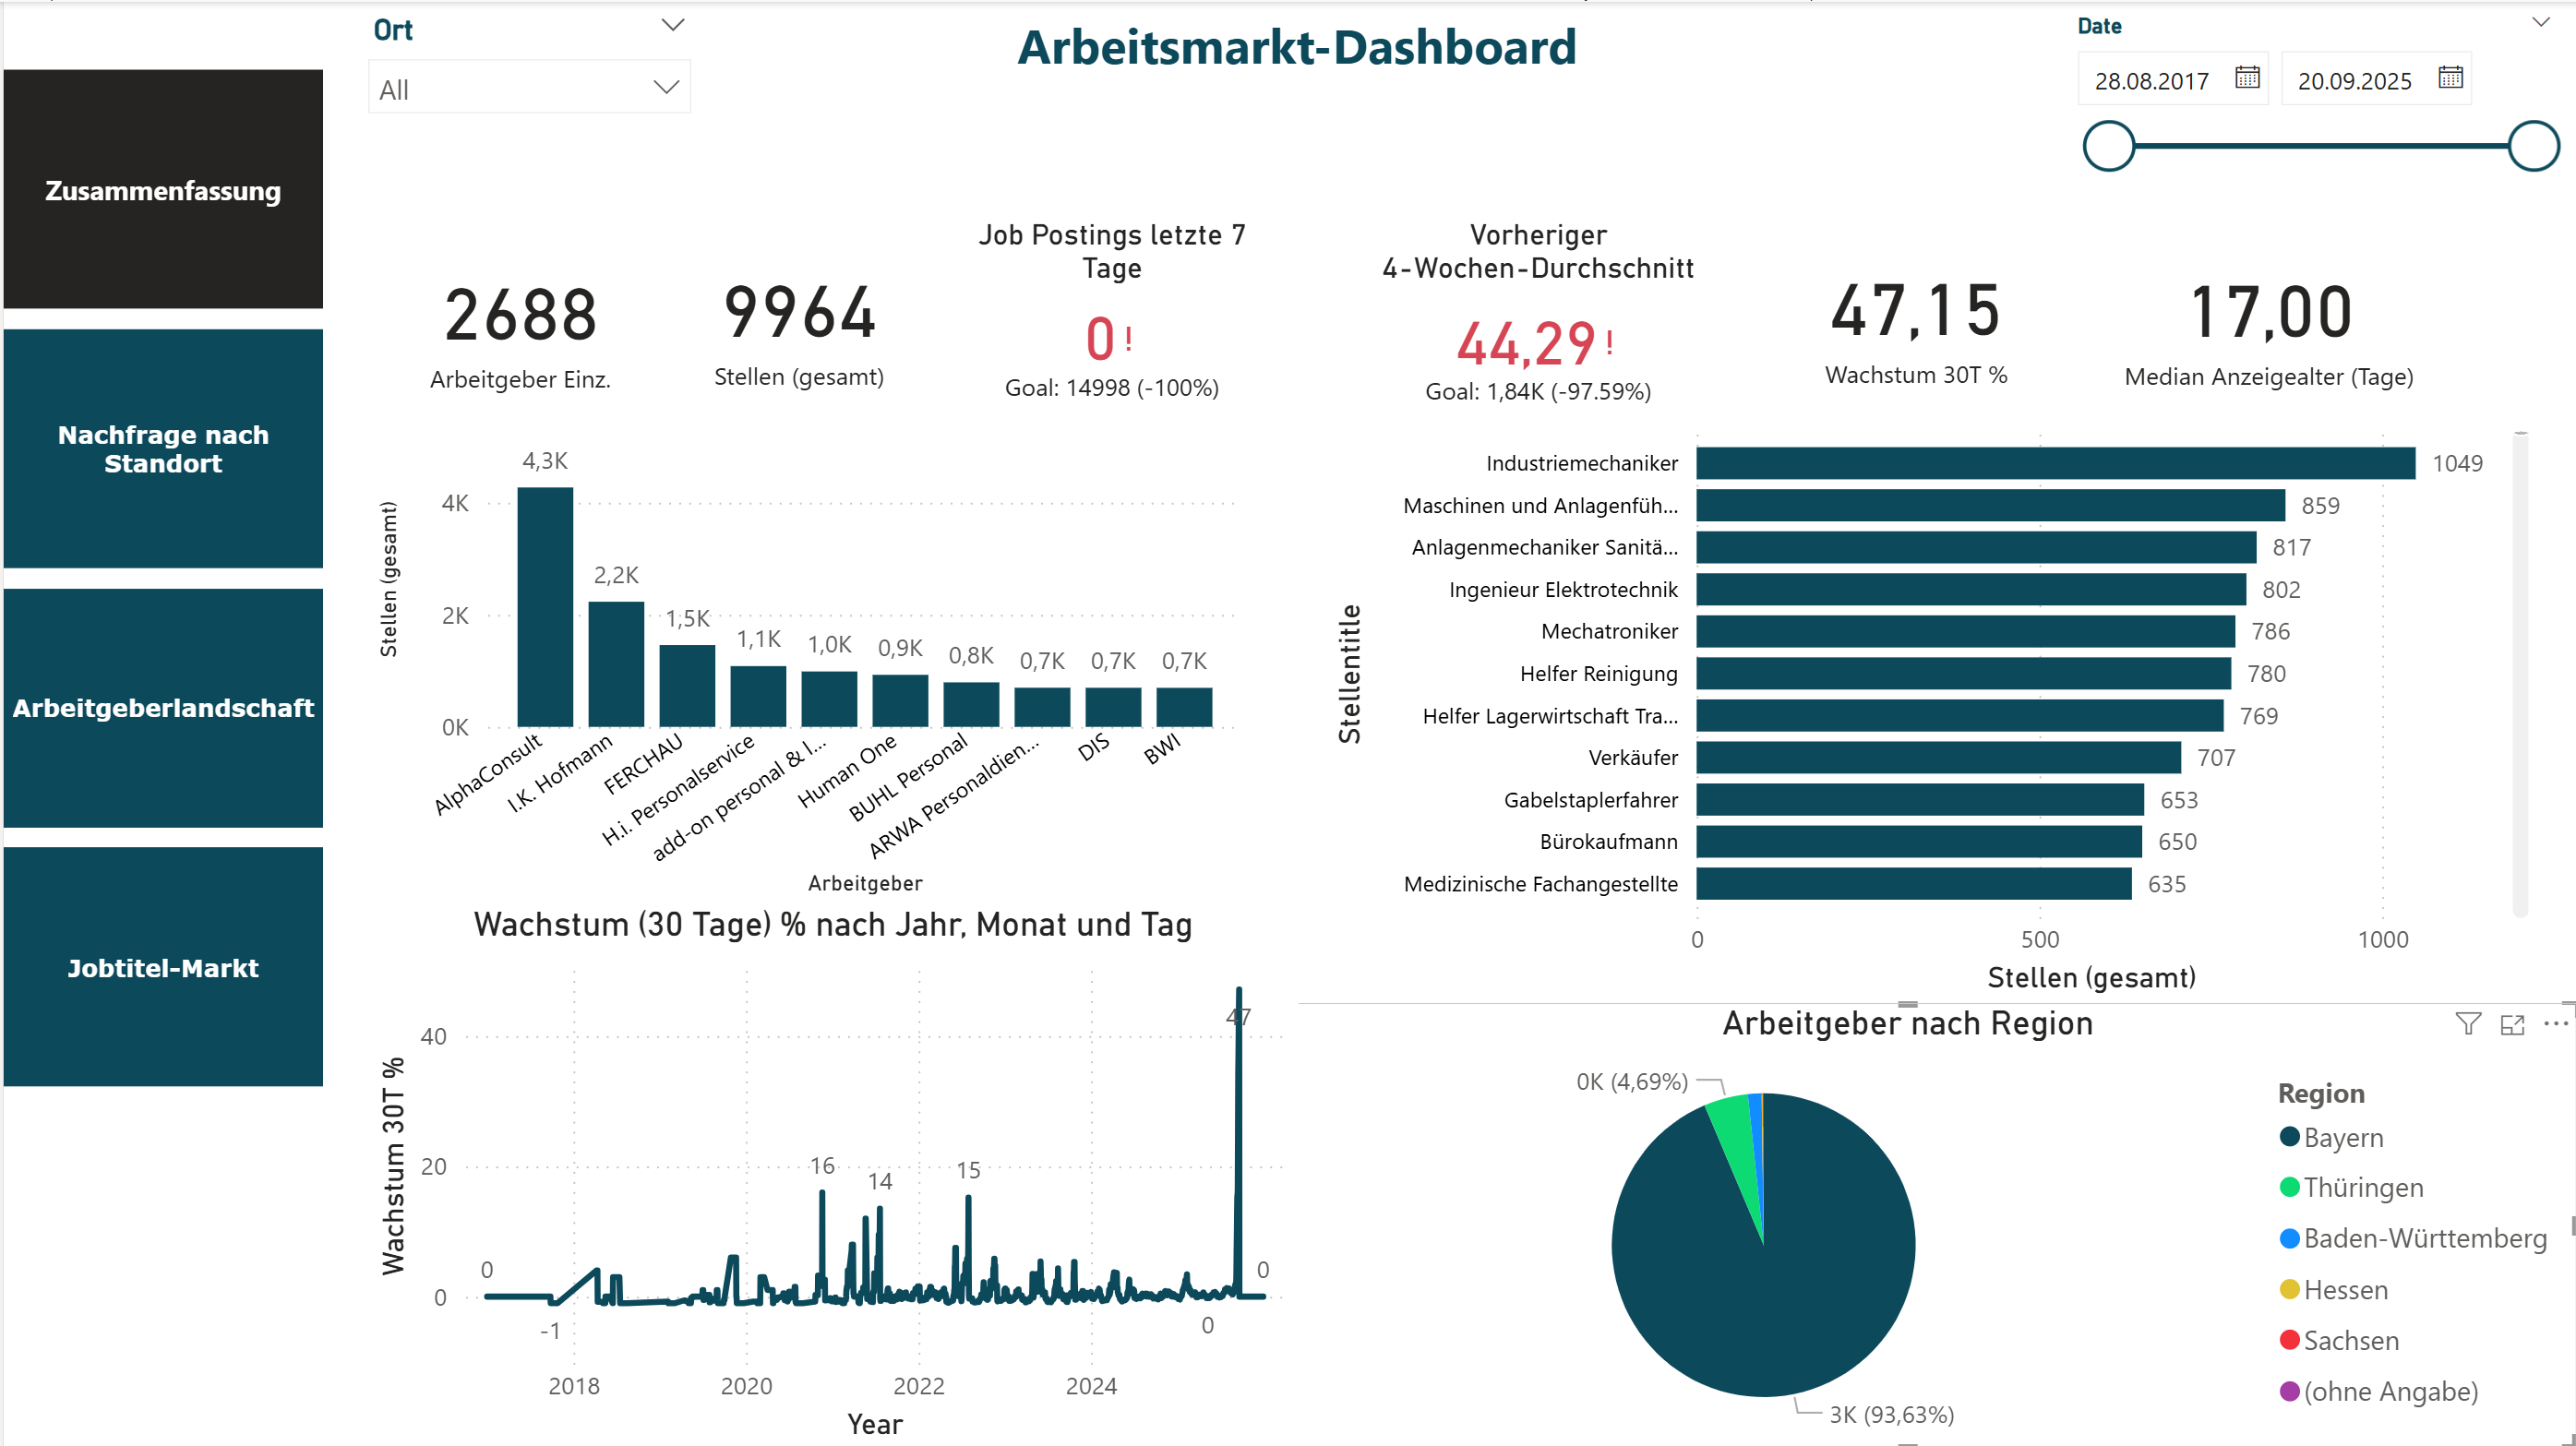 Ort
All
Arbeitsmarkt-Dashboard
Date
28.08.2017
20.09.2025
Zusammenfassung
Nachfrage nach
Standort
Arbeitgeberlandschaft
Jobtitel-Markt
2688
Arbeitgeber Einz.
9964
Stellen (gesamt)
Job Postings letzte 7
Tage
0 !
Goal: 14998 (-100%)
Vorheriger
4-Wochen-Durchschnitt
44,29 !
Goal: 1,84K (-97.59%)
47,15
Wachstum 30T %
17,00
Median Anzeigealter (Tage)
Stellen (gesamt)
4K
2K
0K
4,3K
2,2K
1,5K
1,1K
1,0K
0,9K
0,8K
0,7K
0,7K
0,7K
AlphaConsult
I.K. Hofmann
FERCHAU
H.i. Personalservice
add-on personal & l...
Human One
BUHL Personal
ARWA Personaldien...
DIS
BWI
Arbeitgeber
Stellentitle
Industriemechaniker 1049
Maschinen und Anlagenfüh... 859
Anlagenmechaniker Sanitä... 817
Ingenieur Elektrotechnik 802
Mechatroniker 786
Helfer Reinigung 780
Helfer Lagerwirtschaft Tra... 769
Verkäufer 707
Gabelstaplerfahrer 653
Bürokaufmann 650
Medizinische Fachangestellte 635
0 500 1000
Stellen (gesamt)
Wachstum (30 Tage) % nach Jahr, Monat und Tag
Wachstum 30T %
40
20
0
0
-1
16
14
15
47
0
0
2018 2020 2022 2024
Year
Arbeitgeber nach Region
0K (4,69%)
3K (93,63%)
Region
Bayern
Thüringen
Baden-Württemberg
Hessen
Sachsen
(ohne Angabe)